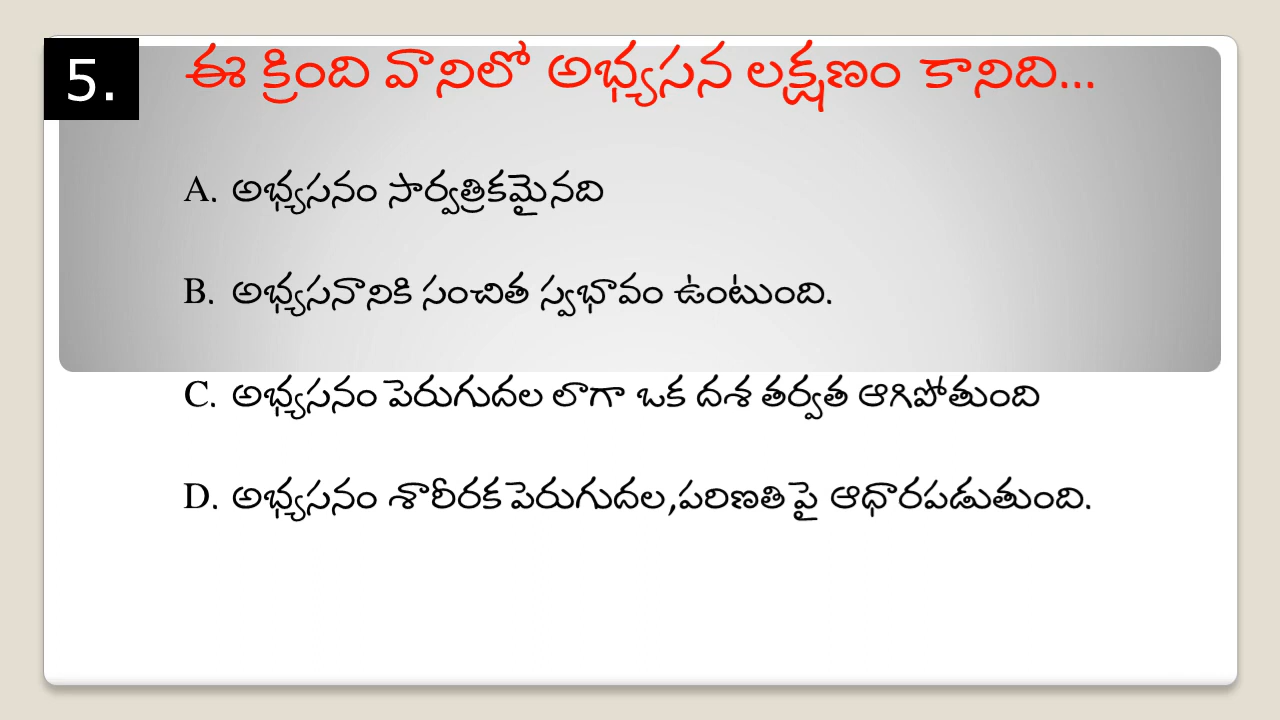 5. ఈ క్రింది వానిలో అభ్యసన లక్షణం కానిది...
A. అభ్యసనం సార్వత్రికమైనది
B. అభ్యసనానికి సంచిత స్వభావం ఉంటుంది.
C. అభ్యసనం పెరుగుదల లాగా ఒక దశ తర్వత ఆగిపోతుంది
D. అభ్యసనం శారీరక పెరుగుదల,పరిణతి పై ఆధారపడుతుంది.